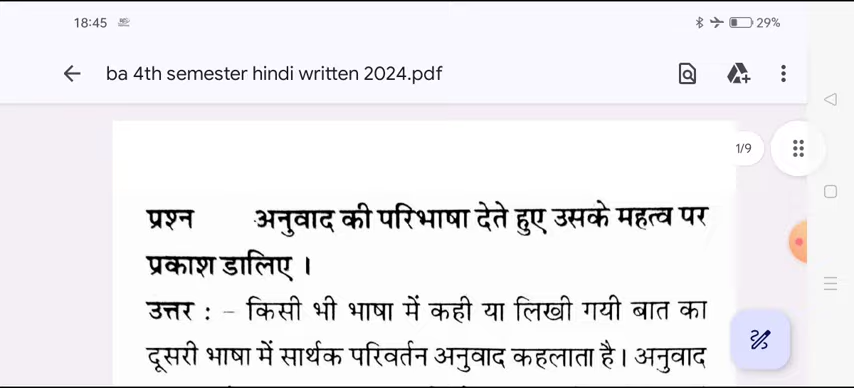 18:45
29%
ba 4th semester hindi written 2024.pdf
1/9
प्रश्न अनुवाद की परिभाषा देते हुए उसके महत्व पर
प्रकाश डालिए ।
उत्तर : – किसी भी भाषा में कही या लिखी गयी बात का
दूसरी भाषा में सार्थक परिवर्तन अनुवाद कहलाता है। अनुवाद